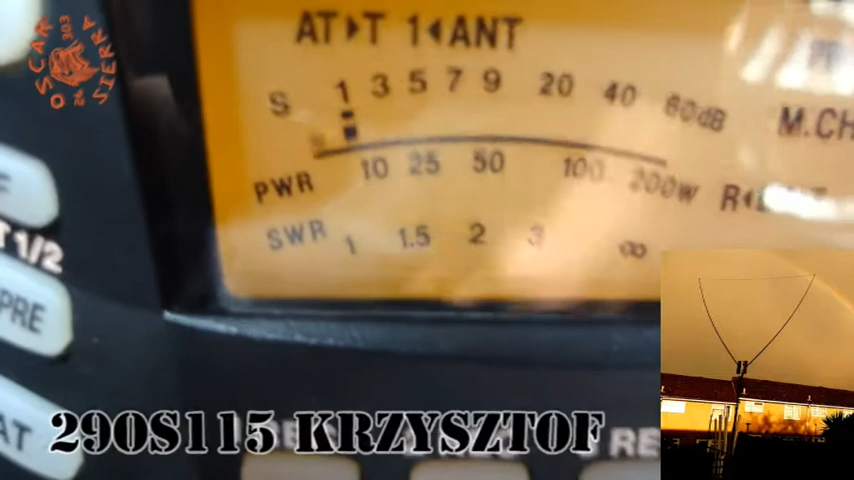 OSCAR SIERRA
303
OS
AT▸T 1◂ANT
S 1 3 5 7 9 20 40 60dB
M.CH
PWR 10 25 50 100 200W
SWR 1 1.5 2 3 ∞
T 1/2
PRE
AT
290S115 KRZYSZTOF